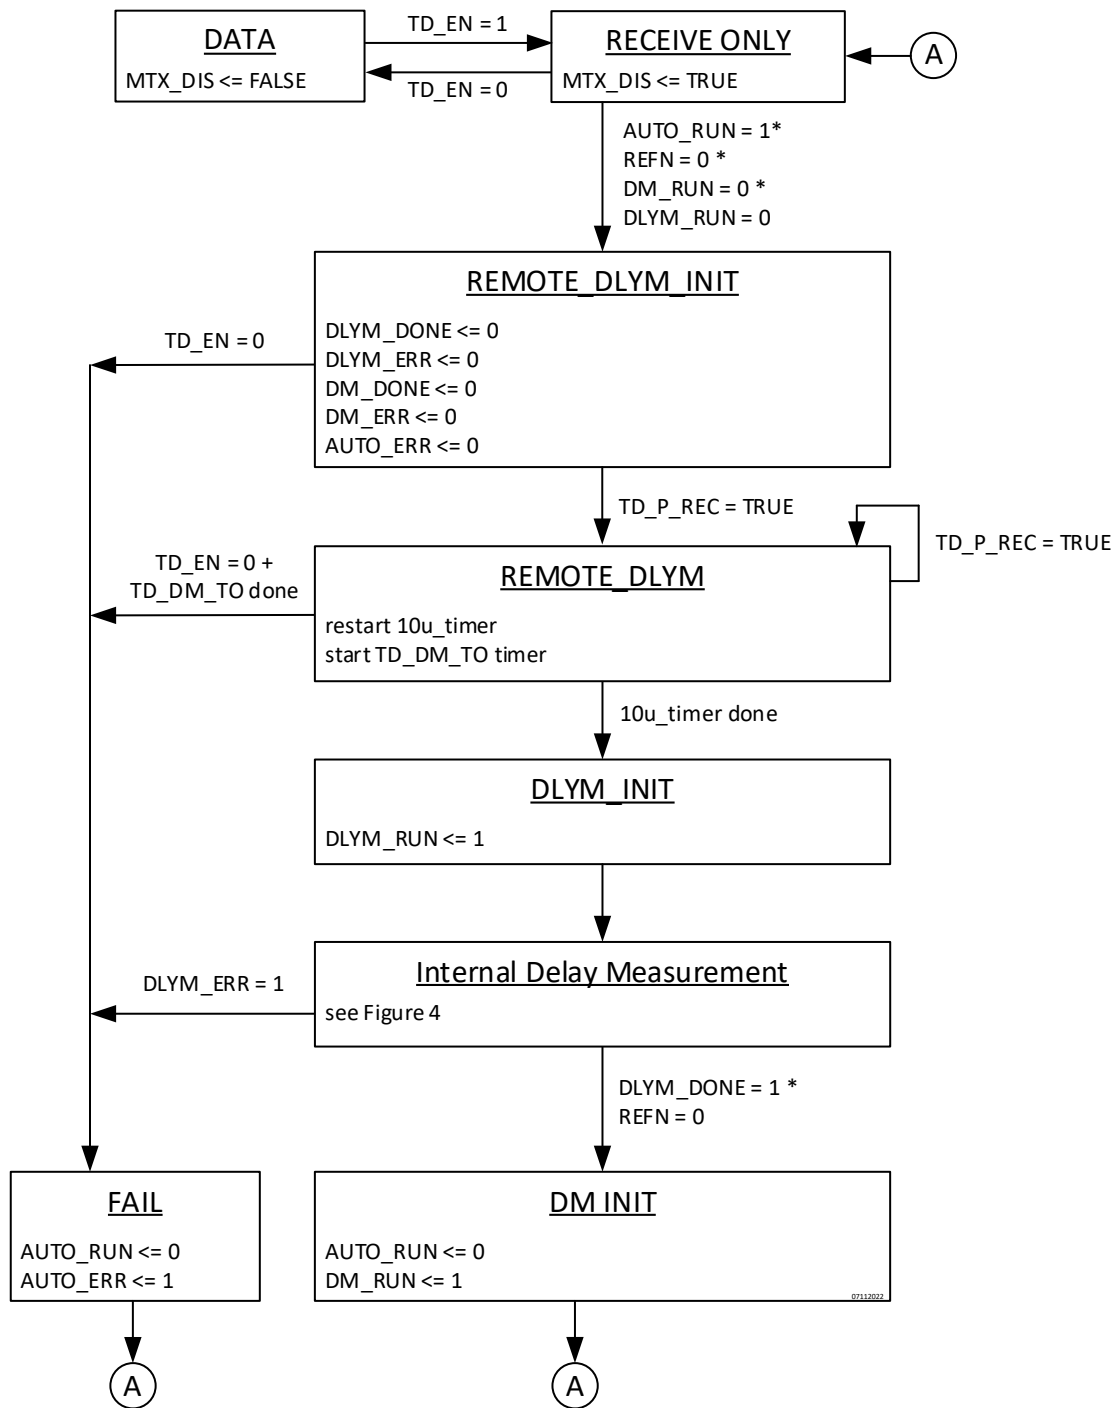 DATA
MTX_DIS <= FALSE
TD_EN = 1
TD_EN = 0
RECEIVE ONLY
MTX_DIS <= TRUE
A
AUTO_RUN = 1*
REFN = 0 *
DM_RUN = 0 *
DLYM_RUN = 0
REMOTE_DLYM_INIT
DLYM_DONE <= 0
DLYM_ERR <= 0
DM_DONE <= 0
DM_ERR <= 0
AUTO_ERR <= 0
TD_EN = 0
TD_P_REC = TRUE
TD_P_REC = TRUE
TD_EN = 0 +
TD_DM_TO done
REMOTE_DLYM
restart 10u_timer
start TD_DM_TO timer
10u_timer done
DLYM_INIT
DLYM_RUN <= 1
DLYM_ERR = 1
Internal Delay Measurement
see Figure 4
DLYM_DONE = 1 *
REFN = 0
FAIL
AUTO_RUN <= 0
AUTO_ERR <= 1
DM INIT
AUTO_RUN <= 0
DM_RUN <= 1
07112022
A
A